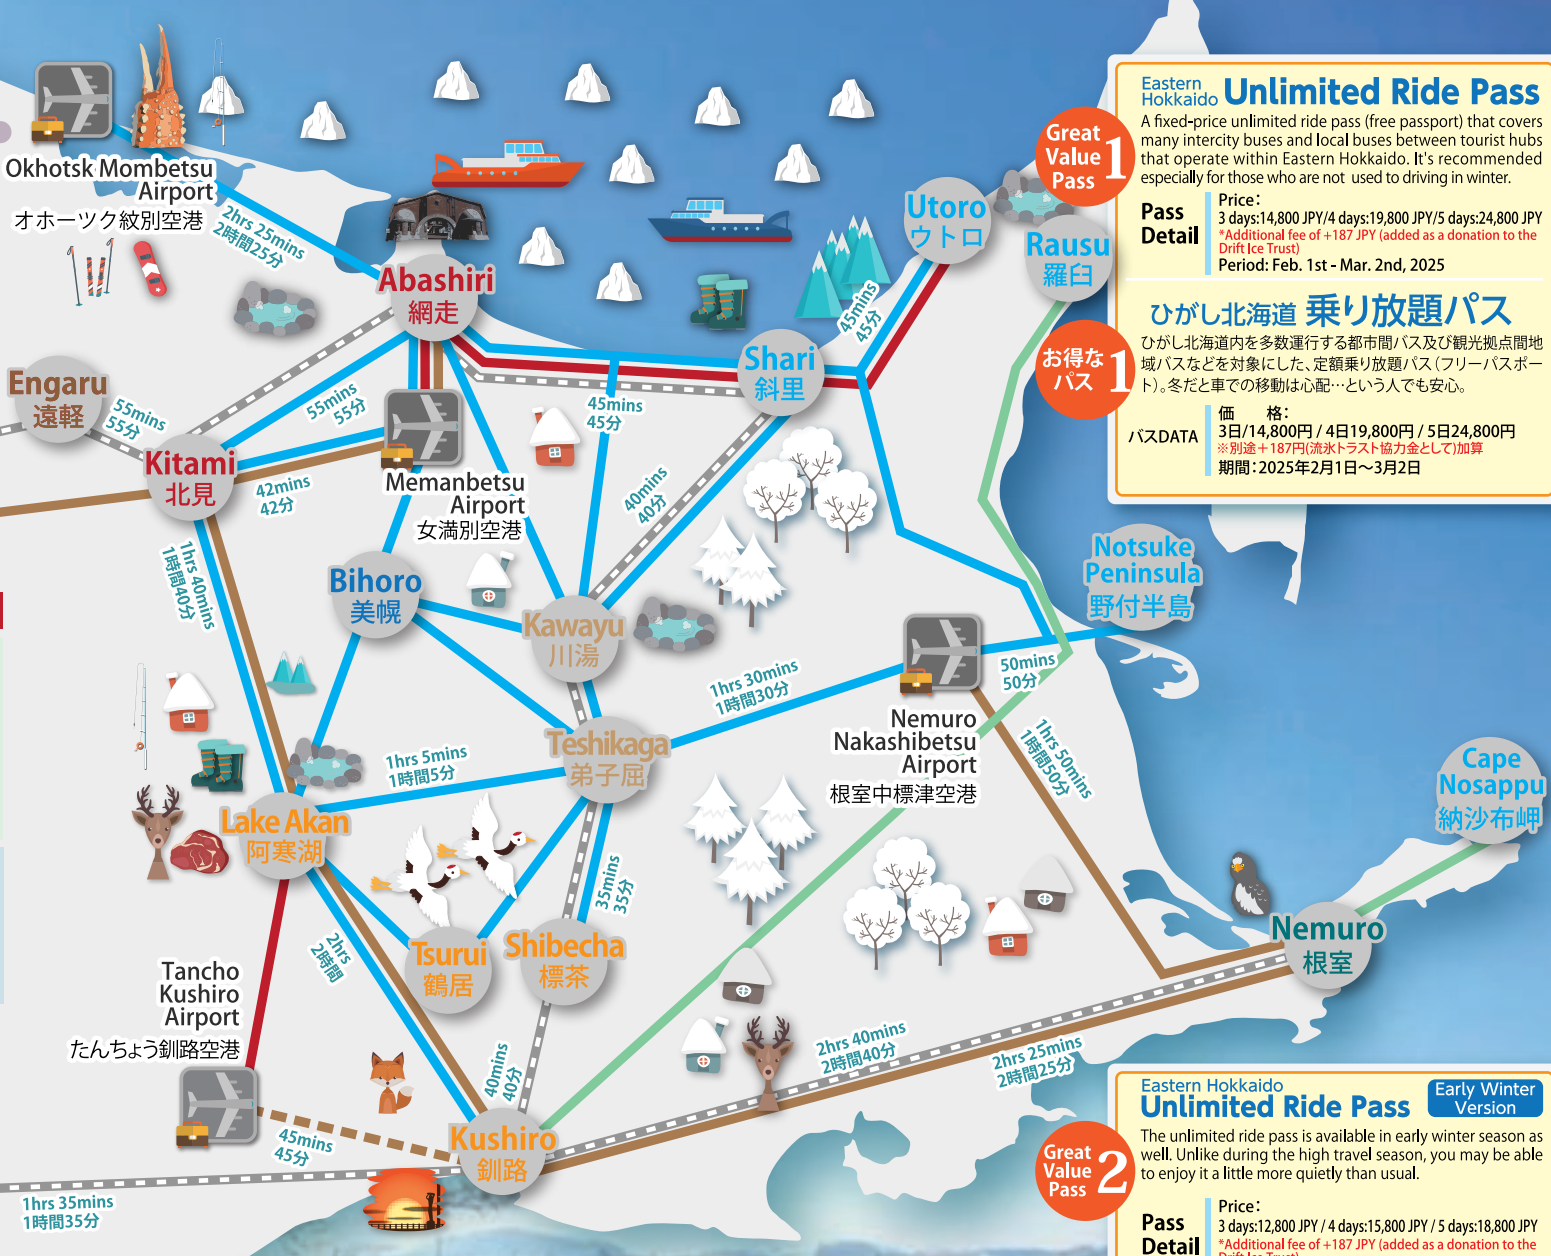 Okhotsk Mombetsu
Airport
オホーツク紋別空港
2hrs 25mins
2時間25分
Abashiri
網走
Utoro
ウトロ
Rausu
羅臼
45mins
45分
Shari
斜里
Engaru
遠軽
55mins
55分
55mins
55分
45mins
45分
Kitami
北見
42mins
42分
Memanbetsu
Airport
女満別空港
40mins
40分
1hrs 40mins
1時間40分
Bihoro
美幌
Kawayu
川湯
Notsuke
Peninsula
野付半島
50mins
50分
1hrs 30mins
1時間30分
Nemuro
Nakashibetsu
Airport
根室中標津空港
1hrs 50mins
1時間50分
Teshikaga
弟子屈
1hrs 5mins
1時間5分
Cape
Nosappu
納沙布岬
Lake Akan
阿寒湖
35mins
35分
2hrs
2時間
Tsurui
鶴居
Shibecha
標茶
Nemuro
根室
Tancho
Kushiro
Airport
たんちょう釧路空港
40mins
40分
2hrs 40mins
2時間40分
2hrs 25mins
2時間25分
45mins
45分
Kushiro
釧路
1hrs 35mins
1時間35分
Great
Value
Pass
1
Eastern
Hokkaido
Unlimited Ride Pass
A fixed-price unlimited ride pass (free passport) that covers
many intercity buses and local buses between tourist hubs
that operate within Eastern Hokkaido. It's recommended
especially for those who are not used to driving in winter.
Pass
Detail
Price:
3 days:14,800 JPY/4 days:19,800 JPY/5 days:24,800 JPY
*Additional fee of +187 JPY (added as a donation to the
Drift Ice Trust)
Period: Feb. 1st - Mar. 2nd, 2025
お得な
パス
1
ひがし北海道 乗り放題パス
ひがし北海道内を多数運行する都市間バス及び観光拠点間地
域バスなどを対象にした、定額乗り放題パス（フリーパスポー
ト）。冬だと車での移動は心配…という人でも安心。
パスDATA
価 格：
3日/14,800円 / 4日19,800円 / 5日24,800円
※別途＋187円(流氷トラスト協力金として)加算
期間：2025年2月1日～3月2日
Great
Value
Pass
2
Eastern Hokkaido
Unlimited Ride Pass
Early Winter
Version
The unlimited ride pass is available in early winter season as
well. Unlike during the high travel season, you may be able
to enjoy it a little more quietly than usual.
Pass
Detail
Price:
3 days:12,800 JPY / 4 days:15,800 JPY / 5 days:18,800 JPY
*Additional fee of +187 JPY (added as a donation to the
Drift Ice Trust)